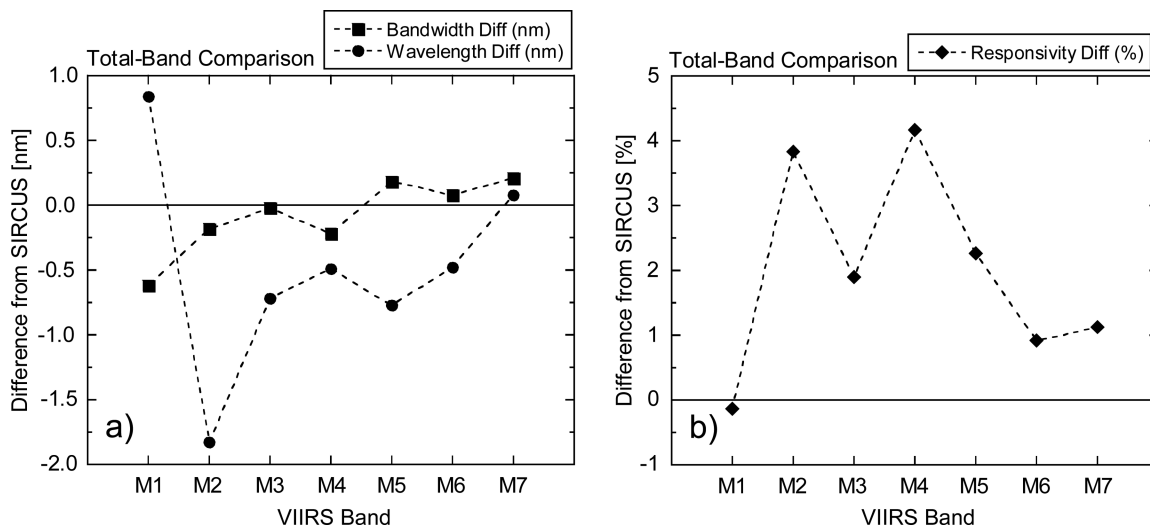 Bandwidth Diff (nm)
Wavelength Diff (nm)
Total-Band Comparison
1.0
0.5
0.0
-0.5
-1.0
-1.5
-2.0
Difference from SIRCUS [nm]
a)
M1 M2 M3 M4 M5 M6 M7
VIIRS Band
Total-Band Comparison
Responsivity Diff (%)
5
4
3
2
1
0
-1
Difference from SIRCUS [%]
b)
M1 M2 M3 M4 M5 M6 M7
VIIRS Band